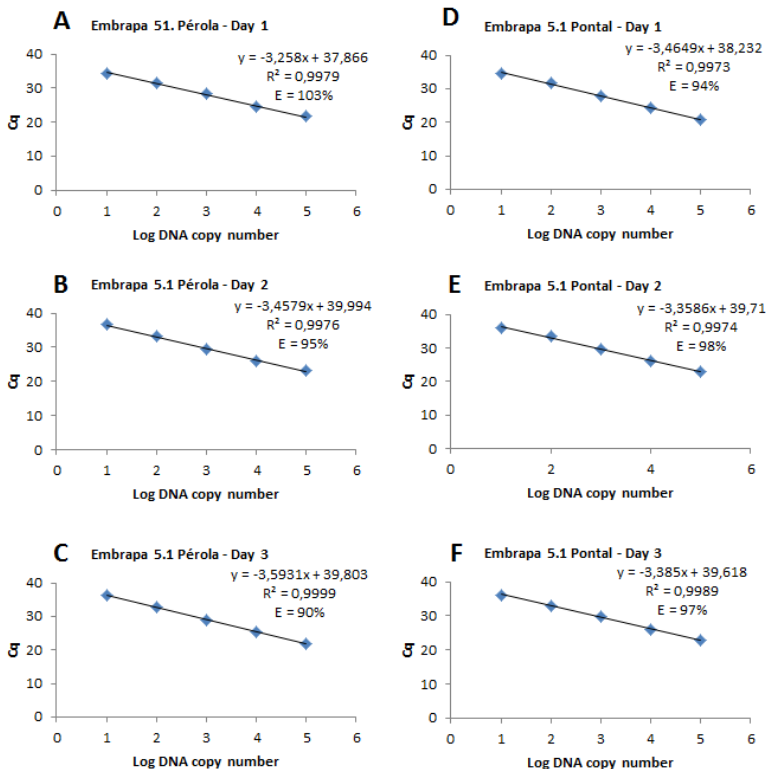 A
Embrapa 51. Pérola - Day 1
y = -3,258x + 37,866
R² = 0,9979
E = 103%
Cq
40
30
20
10
0
0 1 2 3 4 5 6
Log DNA copy number
D
Embrapa 5.1 Pontal - Day 1
y = -3,4649x + 38,232
R² = 0,9973
E = 94%
40
30
20
10
0
0 1 2 3 4 5 6
Log DNA copy number
B
Embrapa 5.1 Pérola - Day 2
y = -3,4579x + 39,994
R² = 0,9976
E = 95%
Cq
40
30
20
10
0
0 1 2 3 4 5 6
Log DNA copy number
E
Embrapa 5.1 Pontal - Day 2
y = -3,3586x + 39,71
R² = 0,9974
E = 98%
Cq
40
30
20
10
0
0 2 3 4 5 6
Log DNA copy number
C
Embrapa 5.1 Pérola - Day 3
y = -3,5931x + 39,803
R² = 0,9999
E = 90%
Cq
40
30
20
10
0
0 1 2 3 4 5 6
Log DNA copy number
F
Embrapa 5.1 Pontal - Day 3
y = -3,385x + 39,618
R² = 0,9989
E = 97%
Cq
40
30
20
10
0
0 1 2 3 4 5 6
Log DNA copy number